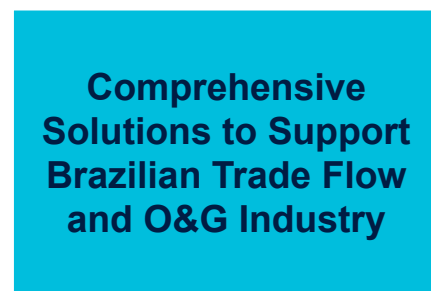 Comprehensive
Solutions to Support
Brazilian Trade Flow
and O&G Industry